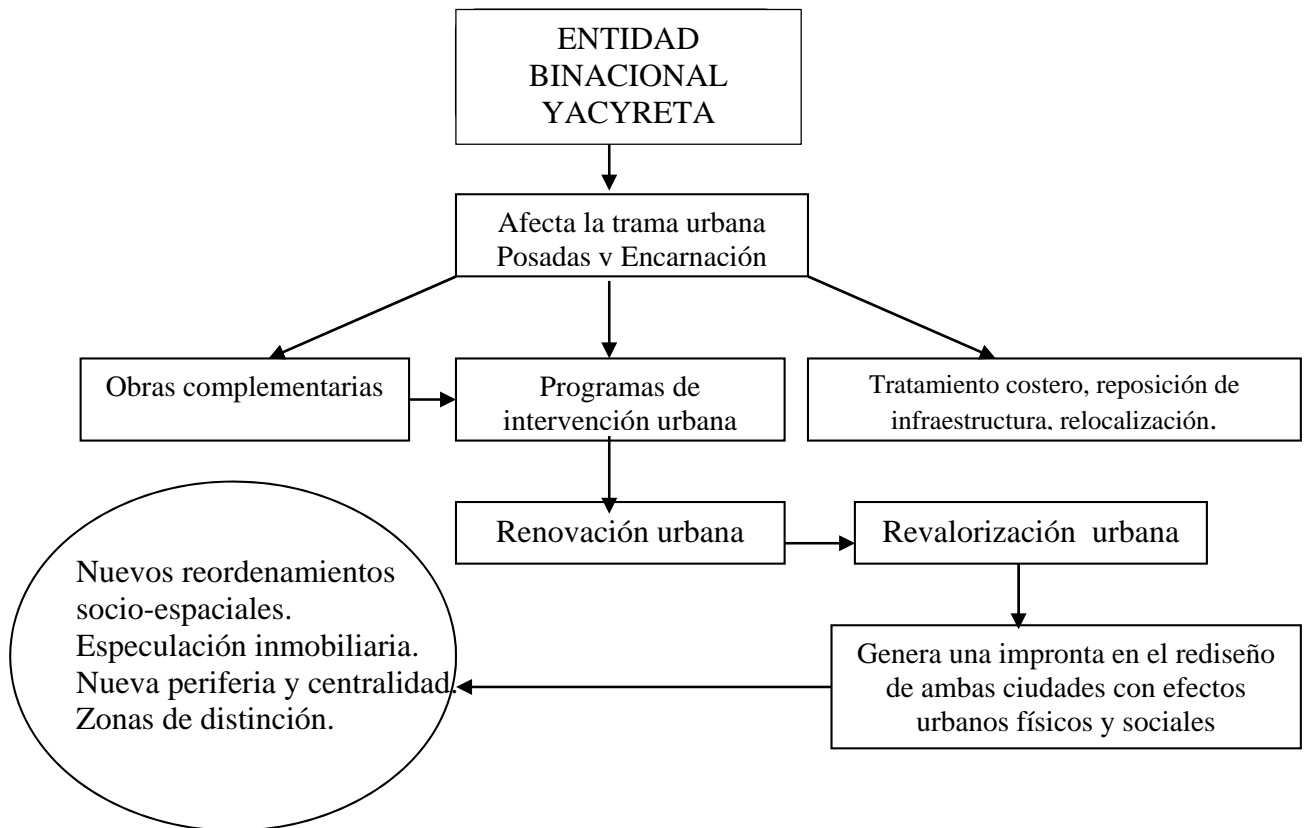 ENTIDAD
BINACIONAL
YACYRETA
Afecta la trama urbana
Posadas y Encarnación
Obras complementarias
Programas de
intervención urbana
Tratamiento costero, reposición de
infraestructura, relocalización.
Renovación urbana
Revalorización urbana
Nuevos reordenamientos
socio-espaciales.
Especulación inmobiliaria.
Nueva periferia y centralidad.
Zonas de distinción.
Genera una impronta en el rediseño
de ambas ciudades con efectos
urbanos físicos y sociales